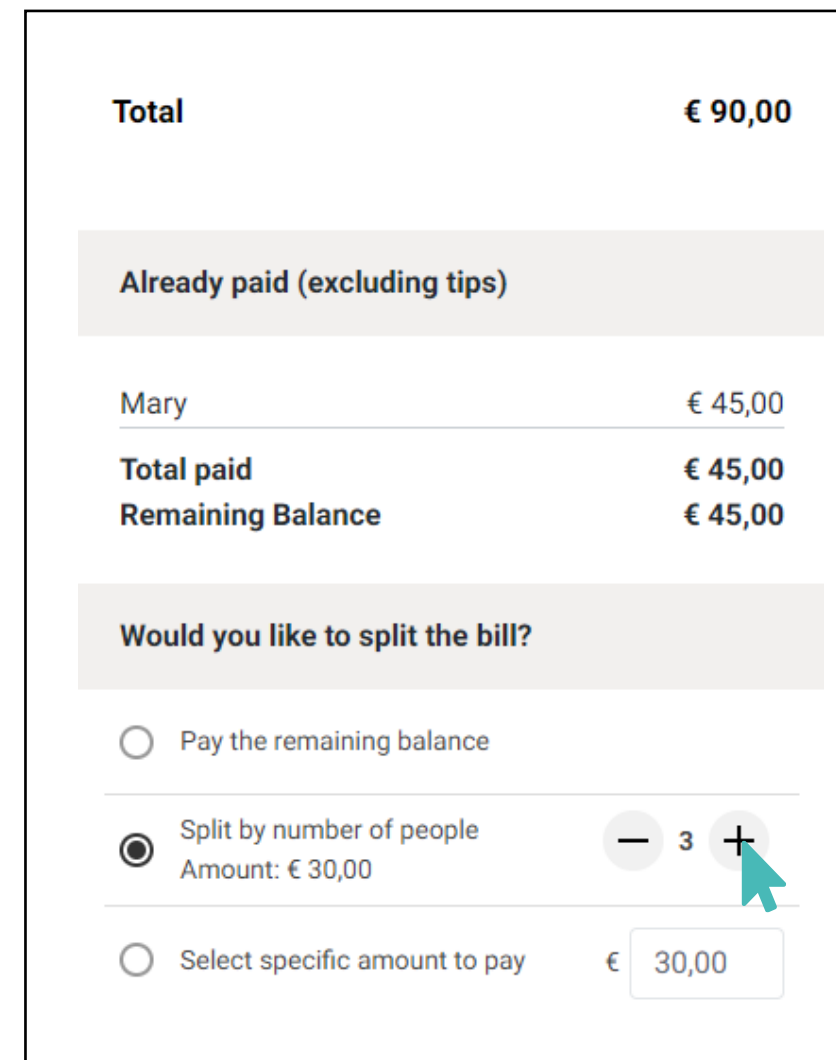 Total € 90,00
Already paid (excluding tips)
Mary € 45,00
Total paid € 45,00
Remaining Balance € 45,00
Would you like to split the bill?
Pay the remaining balance
Split by number of people
Amount: € 30,00
− 3 +
Select specific amount to pay € 30,00